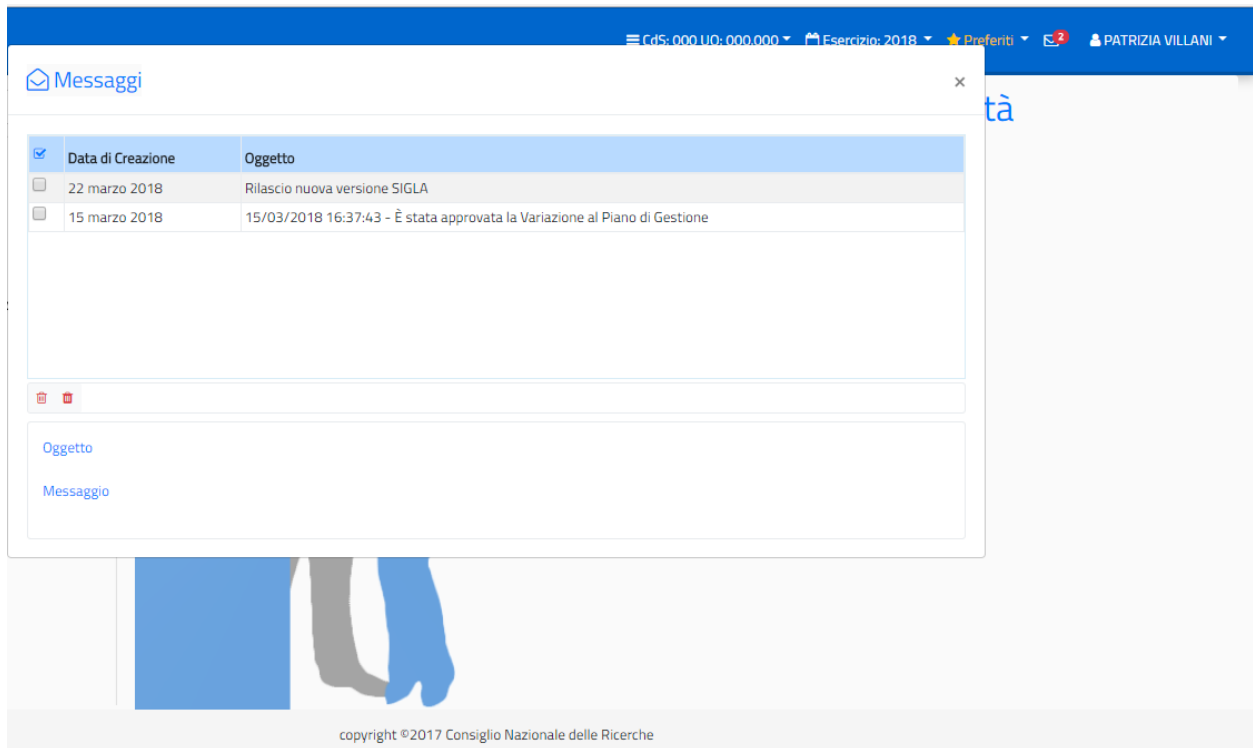 CdS: 000 UO: 000.000 Esercizio: 2018 Preferiti 2 PATRIZIA VILLANI
Messaggi ×
tà
Data di Creazione Oggetto
22 marzo 2018 Rilascio nuova versione SIGLA
15 marzo 2018 15/03/2018 16:37:43 - È stata approvata la Variazione al Piano di Gestione
Oggetto
Messaggio
copyright ©2017 Consiglio Nazionale delle Ricerche